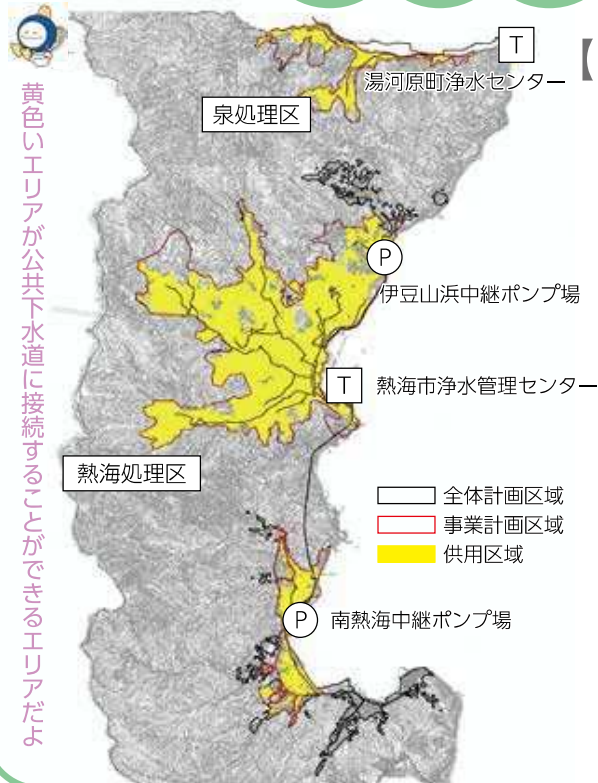 黄色いエリアが公共下水道に接続することができるエリアだよ
【
T
湯河原町浄水センター
泉処理区
P
伊豆山浜中継ポンプ場
T
熱海市浄水管理センター
熱海処理区
全体計画区域
事業計画区域
供用区域
P
南熱海中継ポンプ場